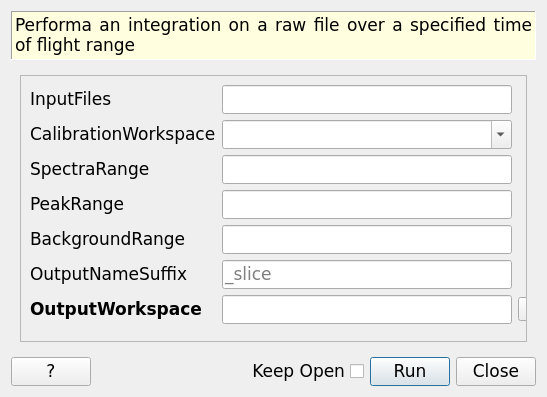 Performa an integration on a raw file over a specified time
of flight range
InputFiles
CalibrationWorkspace
SpectraRange
PeakRange
BackgroundRange
OutputNameSuffix
_slice
OutputWorkspace
?
Keep Open
Run
Close